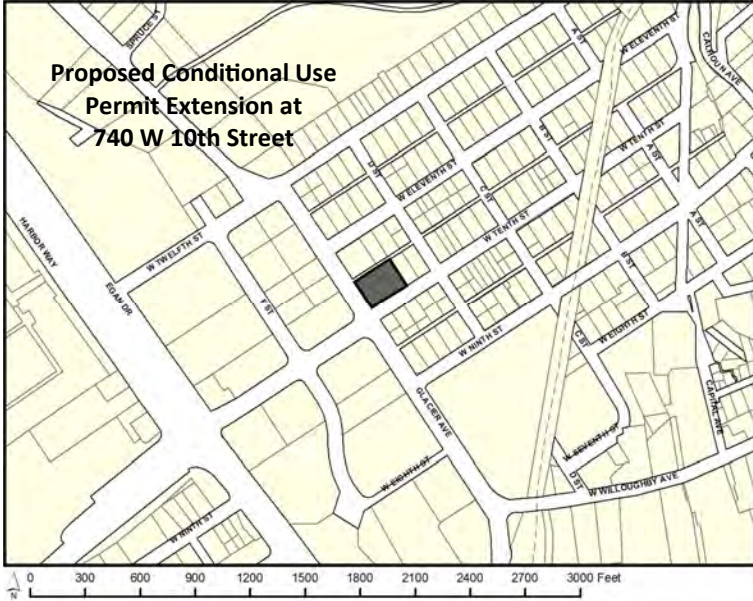 SPRUCE ST
A ST
W ELEVENTH ST
CALHOUN AVE
Proposed Conditional Use
Permit Extension at
740 W 10th Street
B ST
W TENTH ST
A ST
D ST
W ELEVENTH ST
C ST
W TENTH ST
HARBOR WAY
W TWELFTH ST
EGAN DR
F ST
A ST
B ST
W NINTH ST
C ST
W EIGHTH ST
GLACIER AVE
CAPITAL AVE
W SEVENTH ST
W EIGHTH ST
D ST
W WILLOUGHBY AVE
W NINTH ST
N
0 300 600 900 1200 1500 1800 2100 2400 2700 3000 Feet